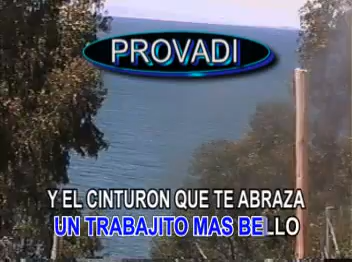 PROVADI
Y EL CINTURON QUE TE ABRAZA
UN TRABAJITO MAS BELLO